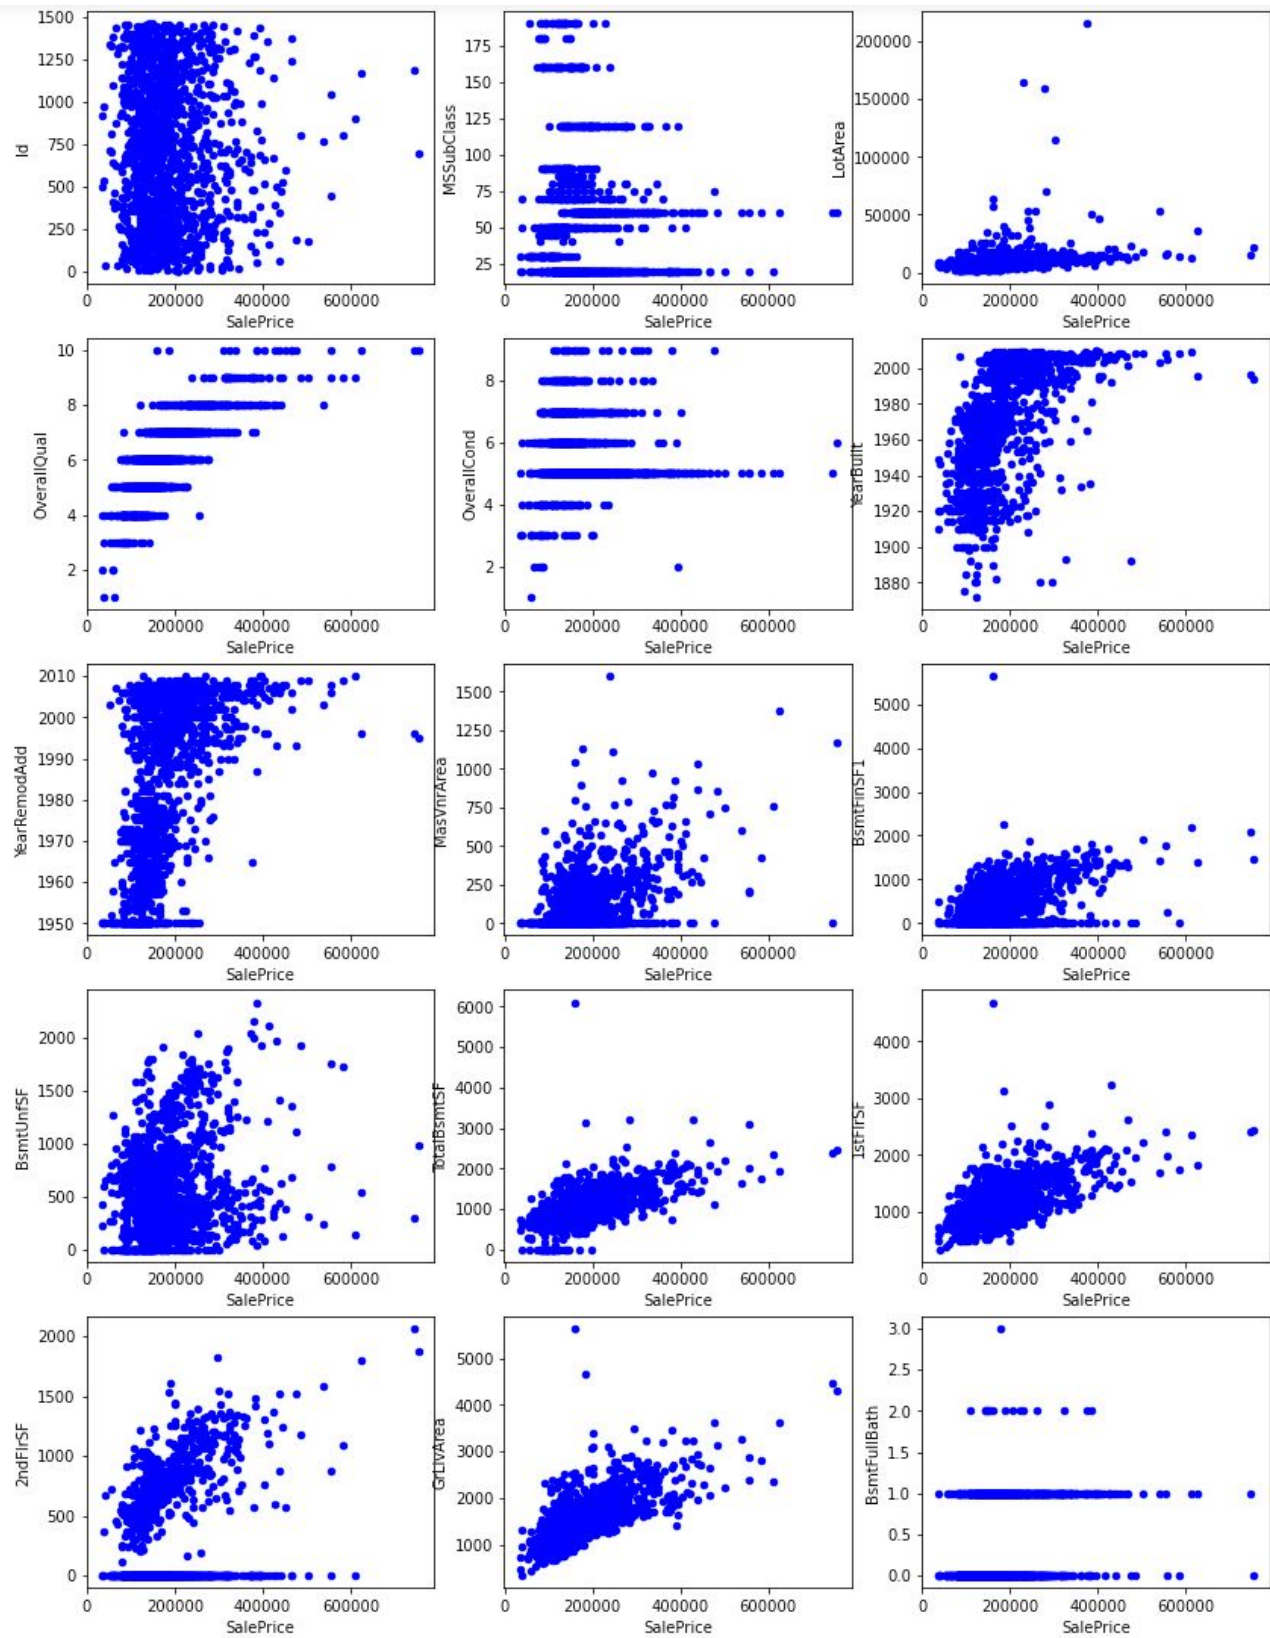 1500
1250
1000
750
500
250
0
Id
0 200000 400000 600000
SalePrice
175
150
125
100
75
50
25
MSSubClass
0 200000 400000 600000
SalePrice
200000
150000
100000
50000
0
LotArea
0 200000 400000 600000
SalePrice
10
8
6
4
2
OverallQual
0 200000 400000 600000
SalePrice
8
6
4
2
OverallCond
0 200000 400000 600000
SalePrice
2000
1980
1960
1940
1920
1900
1880
YearBuilt
0 200000 400000 600000
SalePrice
2010
2000
1990
1980
1970
1960
1950
YearRemodAdd
0 200000 400000 600000
SalePrice
1500
1250
1000
750
500
250
0
MasVnrArea
0 200000 400000 600000
SalePrice
5000
4000
3000
2000
1000
0
BsmtFinSF1
0 200000 400000 600000
SalePrice
2000
1500
1000
500
0
BsmtUnfSF
0 200000 400000 600000
SalePrice
6000
5000
4000
3000
2000
1000
0
TotalBsmtSF
0 200000 400000 600000
SalePrice
4000
3000
2000
1000
1stFlrSF
0 200000 400000 600000
SalePrice
2000
1500
1000
500
0
2ndFlrSF
0 200000 400000 600000
SalePrice
5000
4000
3000
2000
1000
GrLivArea
0 200000 400000 600000
SalePrice
3.0
2.5
2.0
1.5
1.0
0.5
0.0
BsmtFullBath
0 200000 400000 600000
SalePrice